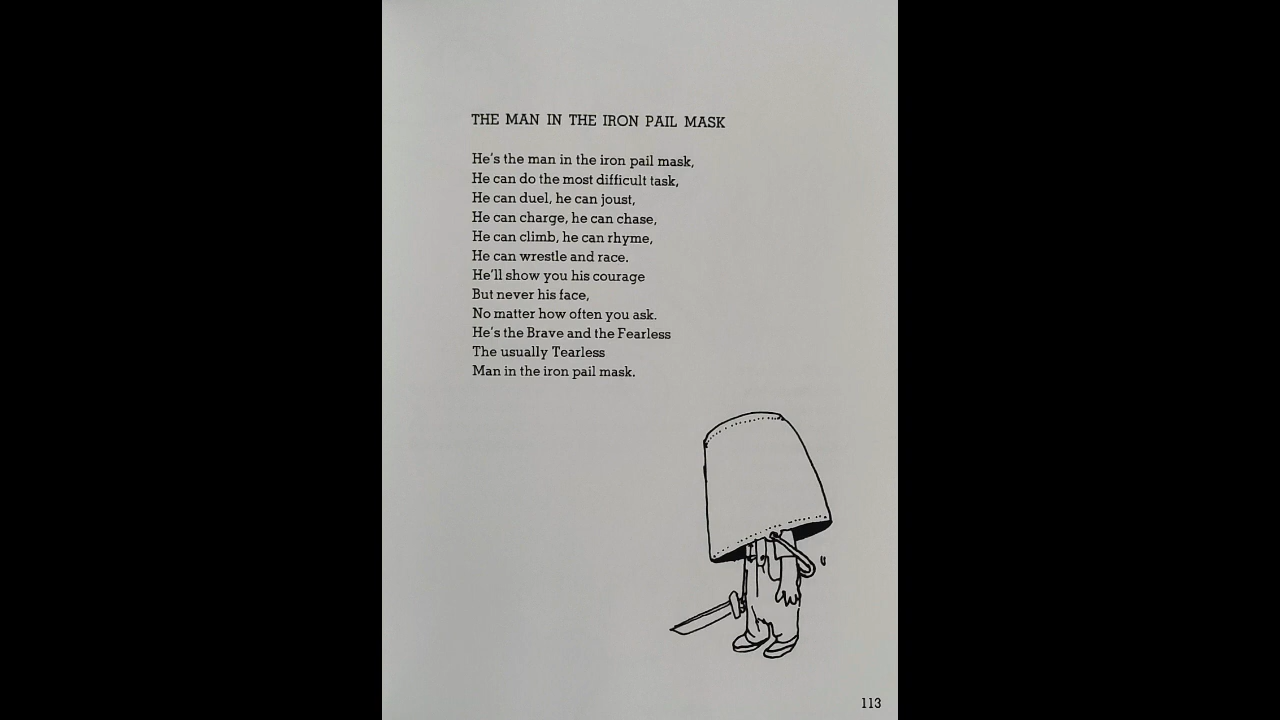 THE MAN IN THE IRON PAIL MASK
He's the man in the iron pail mask,
He can do the most difficult task,
He can duel, he can joust,
He can charge, he can chase,
He can climb, he can rhyme,
He can wrestle and race.
He'll show you his courage
But never his face,
No matter how often you ask.
He's the Brave and the Fearless
The usually Tearless
Man in the iron pail mask.
113